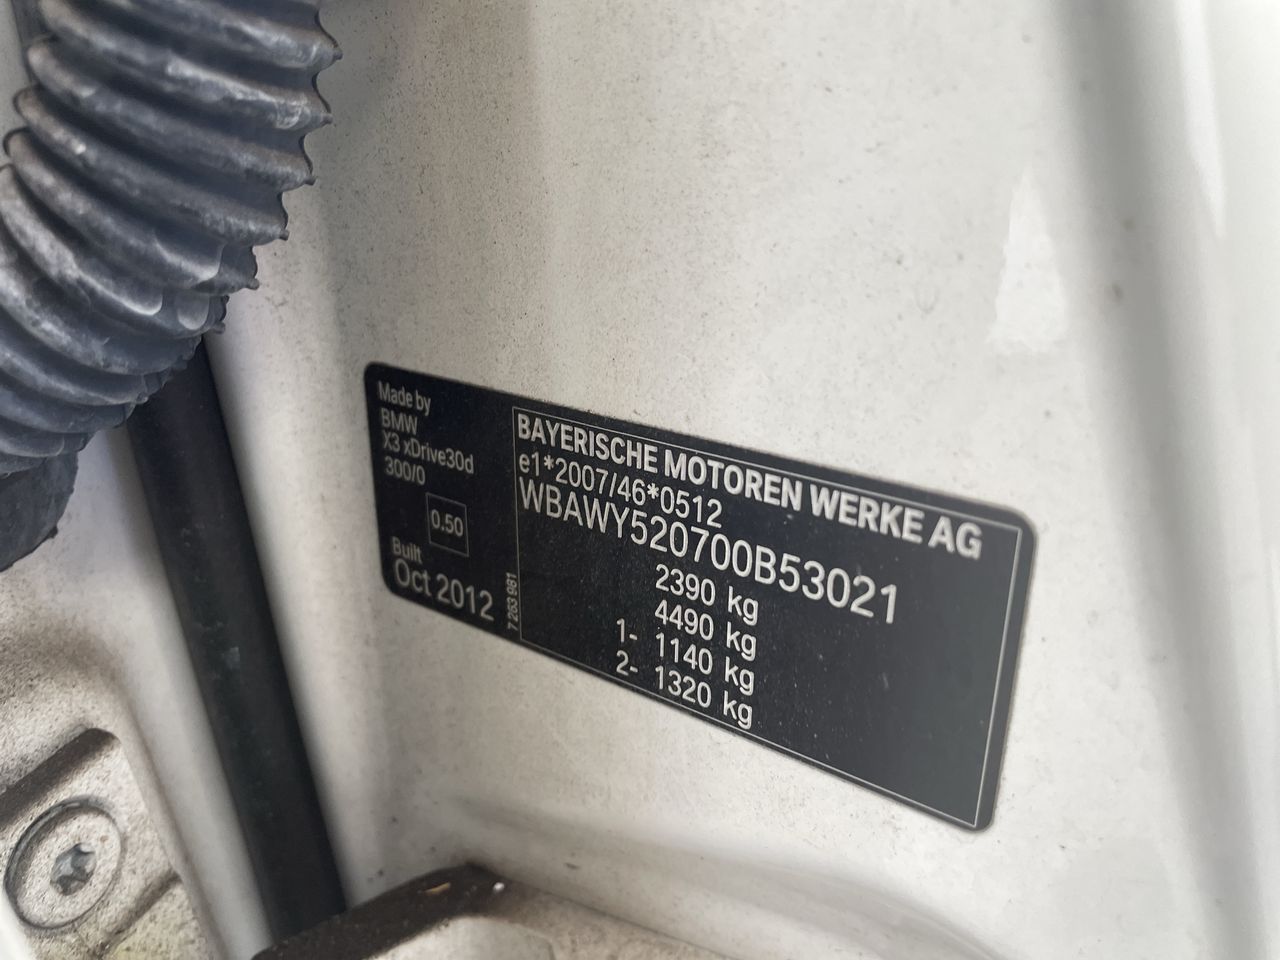 Made by
BMW
X3 xDrive30d
300/0
0.50
Built
Oct 2012
7 263 981
BAYERISCHE MOTOREN WERKE AG
e1*2007/46*0512
WBAWY520700B53021
2390 kg
4490 kg
1- 1140 kg
2- 1320 kg